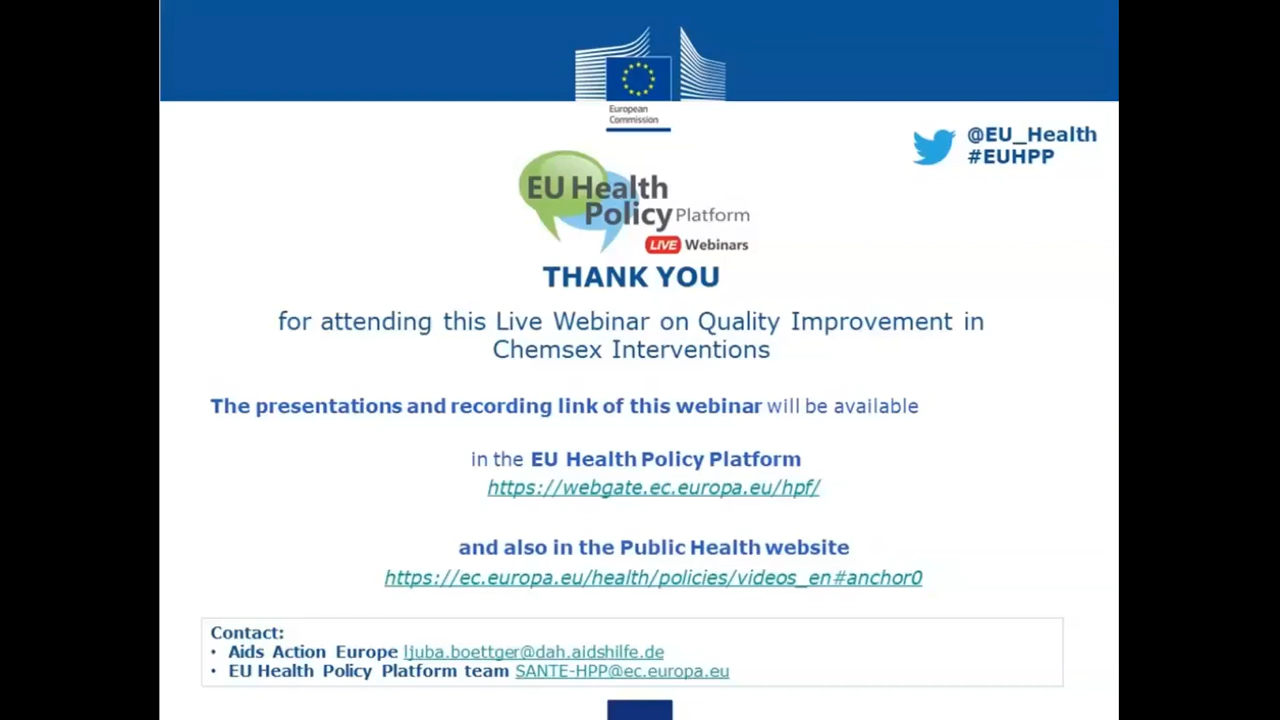 European
Commission
@EU_Health
#EUHPP
EU Health
Policy Platform
LIVE Webinars
THANK YOU
for attending this Live Webinar on Quality Improvement in
Chemsex Interventions
The presentations and recording link of this webinar will be available
in the EU Health Policy Platform
https://webgate.ec.europa.eu/hpf/
and also in the Public Health website
https://ec.europa.eu/health/policies/videos_en#anchor0
Contact:
• Aids Action Europe ljuba.boettger@dah.aidshilfe.de
• EU Health Policy Platform team SANTE-HPP@ec.europa.eu